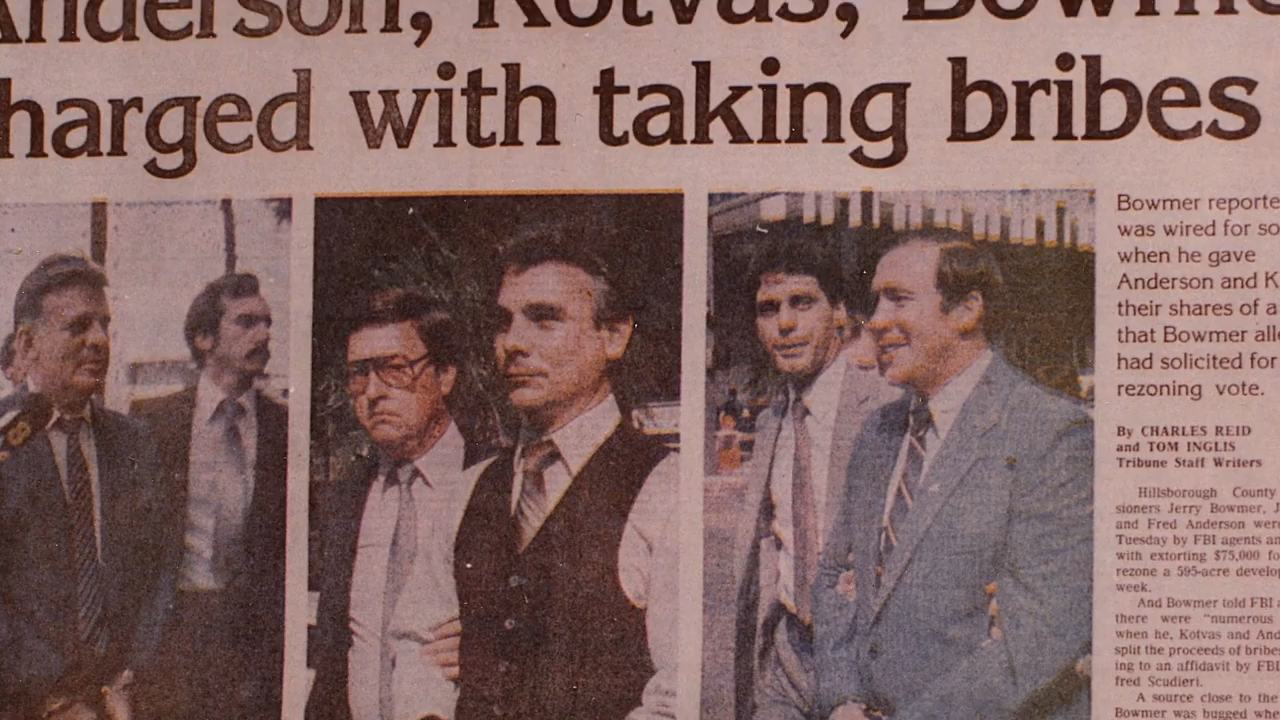 Anderson, Kotvas, Bowme
harged with taking bribes
8
Bowmer reporte
was wired for so
when he gave
Anderson and K
their shares of a
that Bowmer alle
had solicited for
rezoning vote.
By CHARLES REID
and TOM INGLIS
Tribune Staff Writers
Hillsborough County
sioners Jerry Bowmer, J
and Fred Anderson were
Tuesday by FBI agents an
with extorting $75,000 fo
rezone a 595-acre develop
week.
And Bowmer told FBI
there were "numerous
when he, Kotvas and And
split the proceeds of bribes
ing to an affidavit by FBI
fred Scudieri.
A source close to the
Bowmer was bugged whe